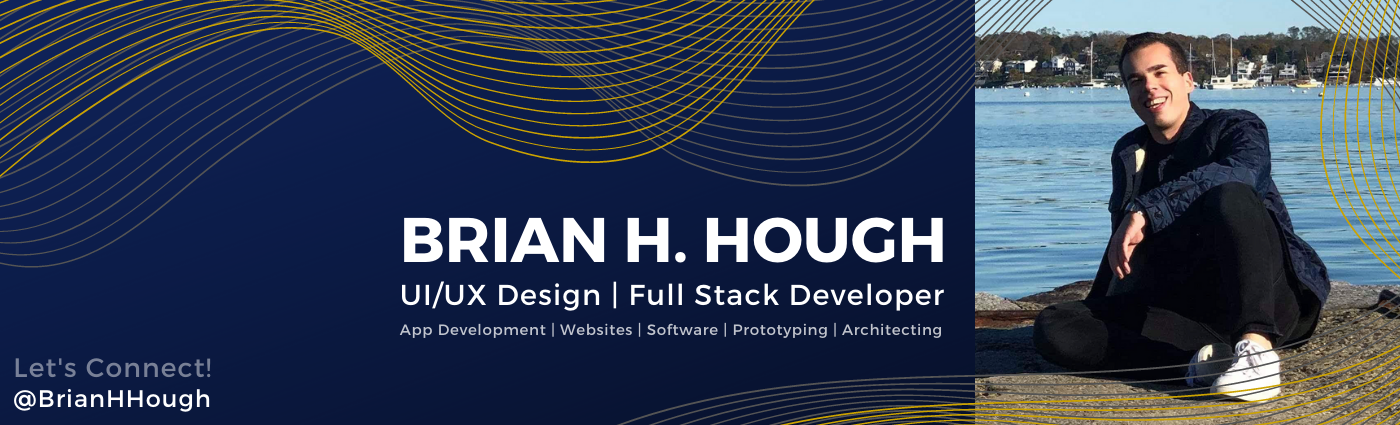 BRIAN H. HOUGH
UI/UX Design | Full Stack Developer
App Development | Websites | Software | Prototyping | Architecting
Let's Connect!
@BrianHHough